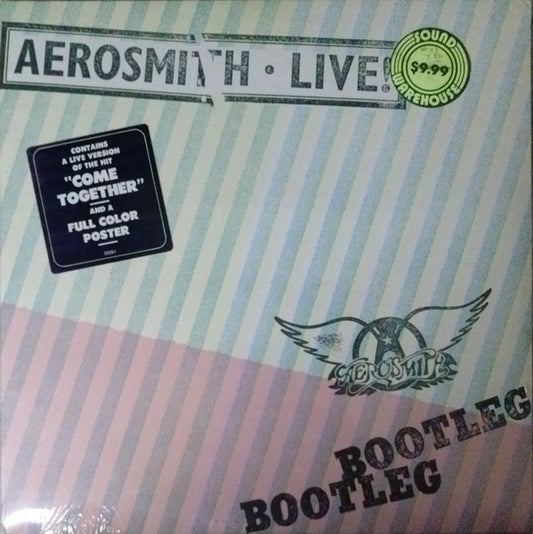 AEROSMITH • LIVE!
SOUND
$9.99
WAREHOUSE
CONTAINS
A LIVE VERSION
OF THE HIT
"COME
TOGETHER"
AND A
FULL COLOR
POSTER
AEROSMITH
BOOTLEG
BOOTLEG